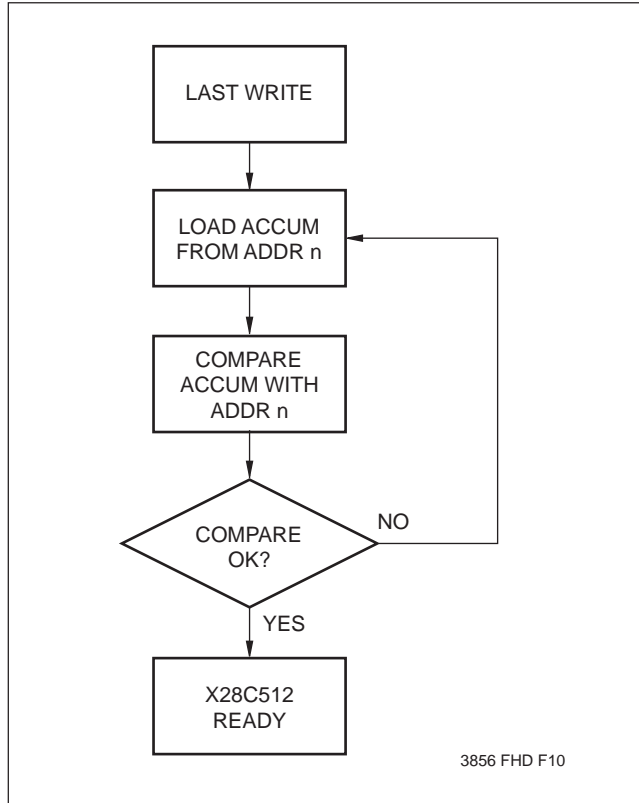 LAST WRITE
LOAD ACCUM
FROM ADDR n
COMPARE
ACCUM WITH
ADDR n
COMPARE
OK?
NO
YES
X28C512
READY
3856 FHD F10